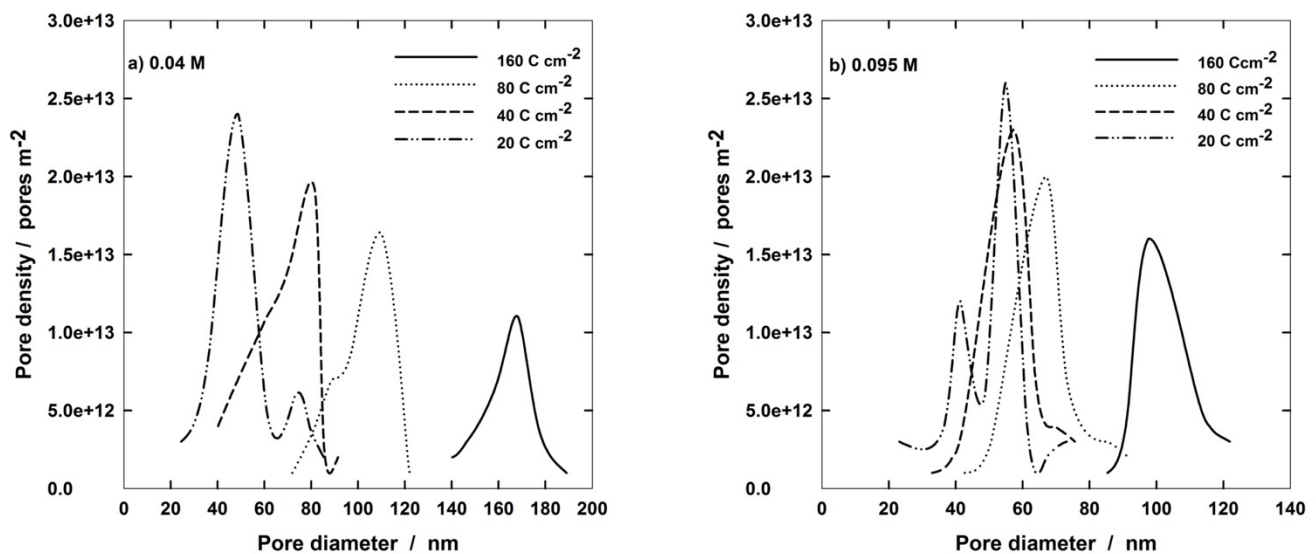 a) 0.04 M
160 C cm-2
80 C cm-2
40 C cm-2
20 C cm-2
3.0e+13
2.5e+13
2.0e+13
1.5e+13
1.0e+13
5.0e+12
0.0
Pore density / pores m-2
0 20 40 60 80 100 120 140 160 180 200
Pore diameter / nm
b) 0.095 M
160 Ccm-2
80 C cm-2
40 C cm-2
20 C cm-2
3.0e+13
2.5e+13
2.0e+13
1.5e+13
1.0e+13
5.0e+12
0.0
Pore density / pores m-2
0 20 40 60 80 100 120 140
Pore diameter / nm